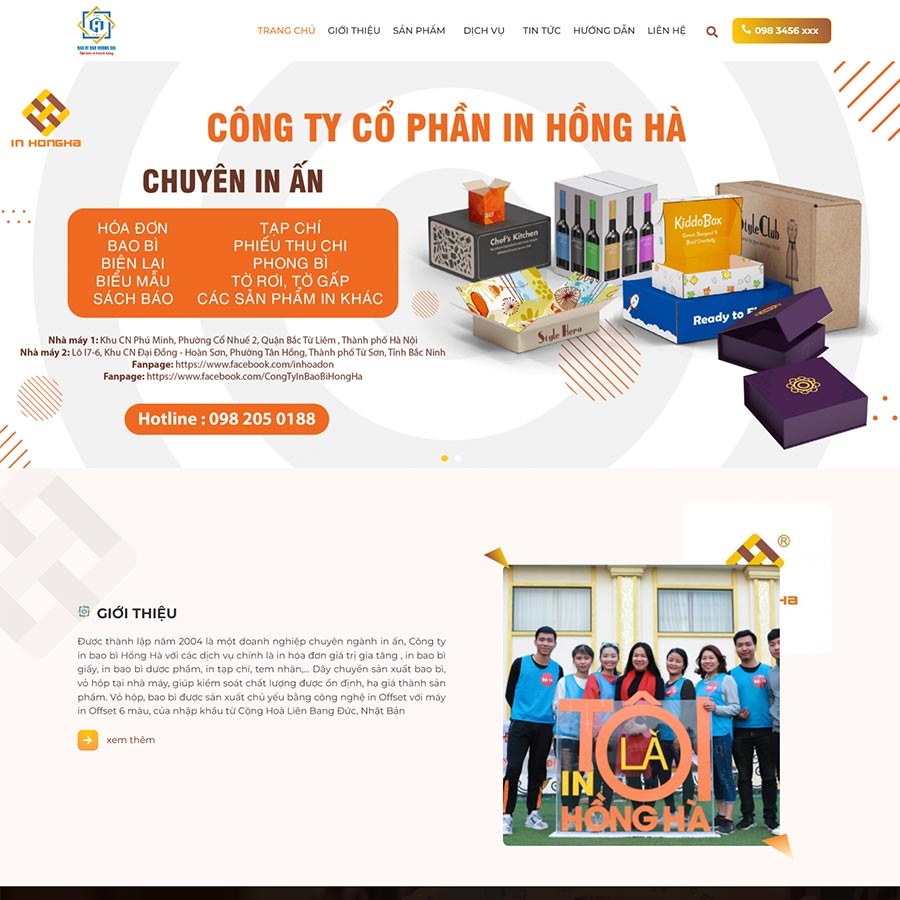 BAO BÌ SHB HOÀNG GIA
TRANG CHỦ GIỚI THIỆU SẢN PHẨM DỊCH VỤ TIN TỨC HƯỚNG DẪN LIÊN HỆ
098 3456 xxx
IN HONGHA
CÔNG TY CỔ PHẦN IN HỒNG HÀ
CHUYÊN IN ẤN
HÓA ĐƠN TẠP CHÍ
BAO BÌ PHIẾU THU CHI
BIÊN LAI PHONG BÌ
BIỂU MẪU TỜ RƠI, TỜ GẤP
SÁCH BÁO CÁC SẢN PHẨM IN KHÁC
Chef's Kitchen
KiddoBox
StyleClub
Style Hero
Ready to
Nhà máy 1: Khu CN Phú Minh, Phường Cổ Nhuế 2, Quận Bắc Từ Liêm , Thành phố Hà Nội
Nhà máy 2: Lô I7-6, Khu CN Đại Đồng - Hoàn Sơn, Phường Tân Hồng, Thành phố Từ Sơn, Tỉnh Bắc Ninh
Fanpage: https://www.facebook.com/inhoadon
Fanpage: https://www.facebook.com/CongTyInBaoBiHongHa
Hotline : 098 205 0188
®
HA
GIỚI THIỆU
Được thành lập năm 2004 là một doanh nghiệp chuyên ngành in ấn, Công ty
in bao bì Hồng Hà với các dịch vụ chính là in hóa đơn giá trị gia tăng , in bao bì
giấy, in bao bì dược phẩm, in tạp chí, tem nhãn,... Dây chuyền sản xuất bao bì,
vỏ hộp tại nhà máy, giúp kiểm soát chất lượng được ổn định, hạ giá thành sản
phẩm. Vỏ hộp, bao bì được sản xuất chủ yếu bằng công nghệ in Offset với máy
in Offset 6 màu, của nhập khẩu từ Cộng Hoà Liên Bang Đức, Nhật Bản
xem thêm
TÔI
LÀ
IN
HỒNG HÀ